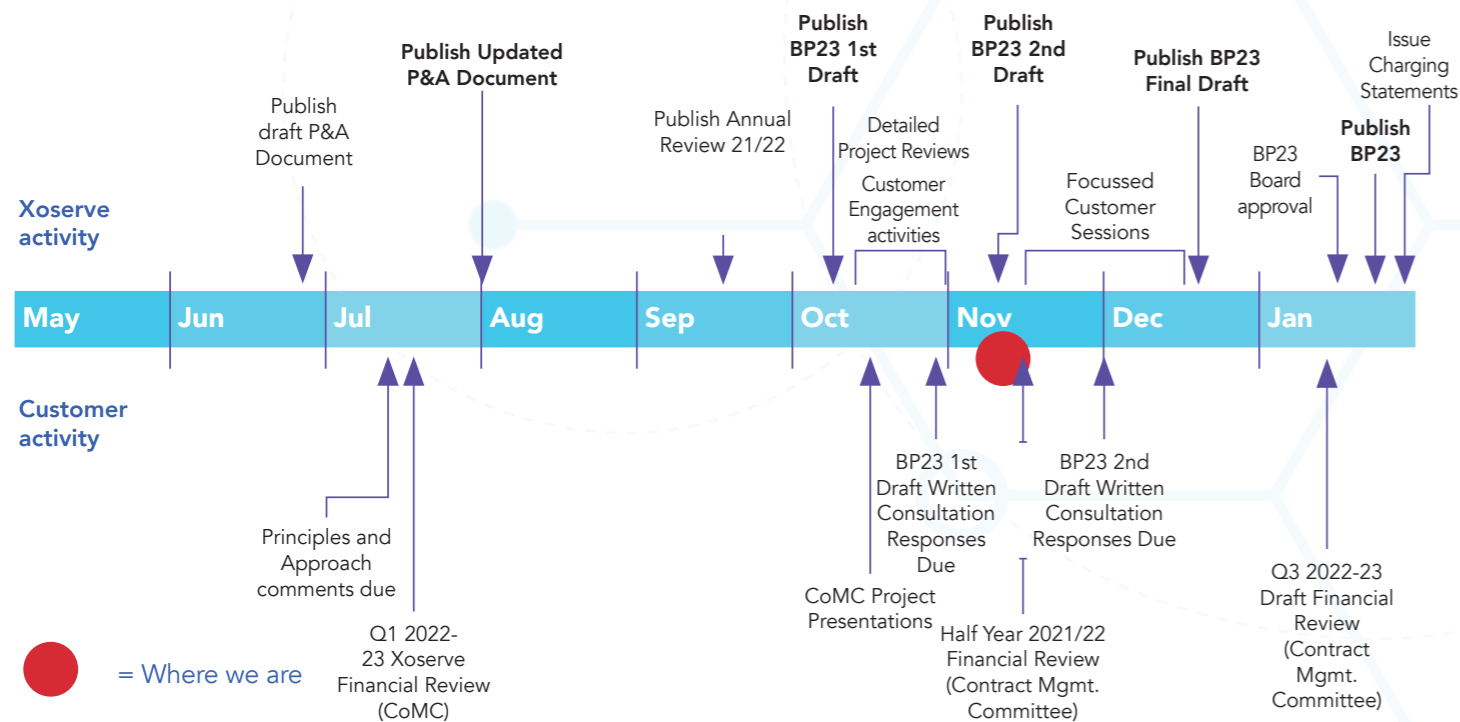 Publish
draft P&A
Document
Publish Updated
P&A Document
Publish Annual
Review 21/22
Publish
BP23 1st
Draft
Detailed
Project Reviews
Customer
Engagement
activities
Publish
BP23 2nd
Draft
Focussed
Customer
Sessions
Publish BP23
Final Draft
BP23
Board
approval
Publish
BP23
Issue
Charging
Statements
Xoserve
activity
May
Jun
Jul
Aug
Sep
Oct
Nov
Dec
Jan
Customer
activity
Principles and
Approach
comments due
Q1 2022-
23 Xoserve
Financial Review
(CoMC)
CoMC Project
Presentations
BP23 1st
Draft Written
Consultation
Responses
Due
Half Year 2021/22
Financial Review
(Contract Mgmt.
Committee)
BP23 2nd
Draft Written
Consultation
Responses Due
Q3 2022-23
Draft Financial
Review
(Contract
Mgmt.
Committee)
= Where we are